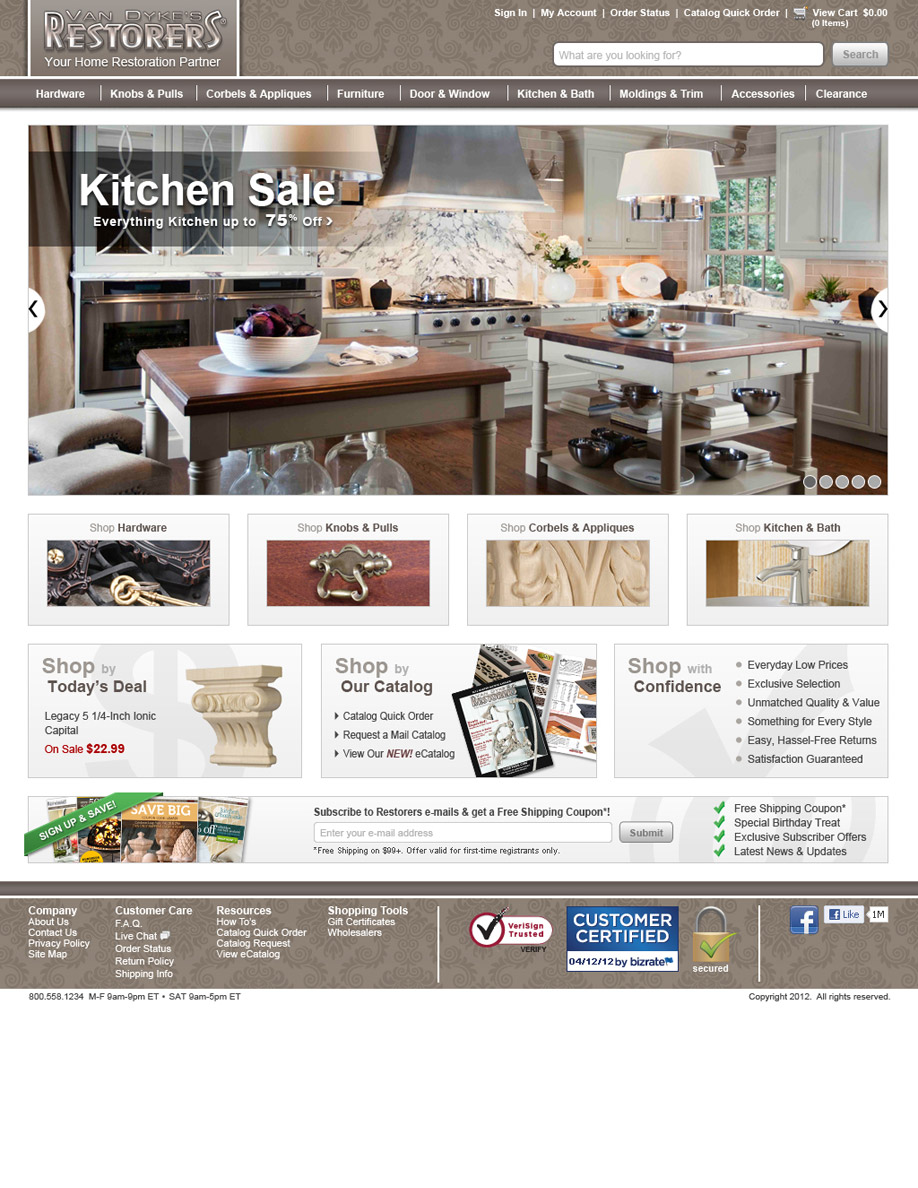 VAN DYKE'S
RESTORERS®
Your Home Restoration Partner
Sign In | My Account | Order Status | Catalog Quick Order | View Cart $0.00
(0 Items)
What are you looking for?
Search
Hardware | Knobs & Pulls | Corbels & Appliques | Furniture | Door & Window | Kitchen & Bath | Moldings & Trim | Accessories | Clearance
Kitchen Sale
Everything Kitchen up to 75% Off ›
Shop Hardware
Shop Knobs & Pulls
Shop Corbels & Appliques
Shop Kitchen & Bath
Shop by
Today's Deal
Legacy 5 1/4-Inch Ionic
Capital
On Sale $22.99
Shop by
Our Catalog
Catalog Quick Order
Request a Mail Catalog
View Our NEW! eCatalog
RESTORERS
Shop with
Confidence
Everyday Low Prices
Exclusive Selection
Unmatched Quality & Value
Something for Every Style
Easy, Hassel-Free Returns
Satisfaction Guaranteed
SIGN UP & SAVE!
SAVE BIG
% off
Subscribe to Restorers e-mails & get a Free Shipping Coupon*!
Enter your e-mail address
Submit
*Free Shipping on $99+. Offer valid for first-time registrants only.
Free Shipping Coupon*
Special Birthday Treat
Exclusive Subscriber Offers
Latest News & Updates
Company
About Us
Contact Us
Privacy Policy
Site Map
Customer Care
F.A.Q.
Live Chat
Order Status
Return Policy
Shipping Info
Resources
How To's
Catalog Quick Order
Catalog Request
View eCatalog
Shopping Tools
Gift Certificates
Wholesalers
VeriSign
Trusted
VERIFY
CUSTOMER
CERTIFIED
04/12/12 by bizrate
secured
f
f Like
1M
800.558.1234 M-F 9am-9pm ET • SAT 9am-5pm ET
Copyright 2012. All rights reserved.